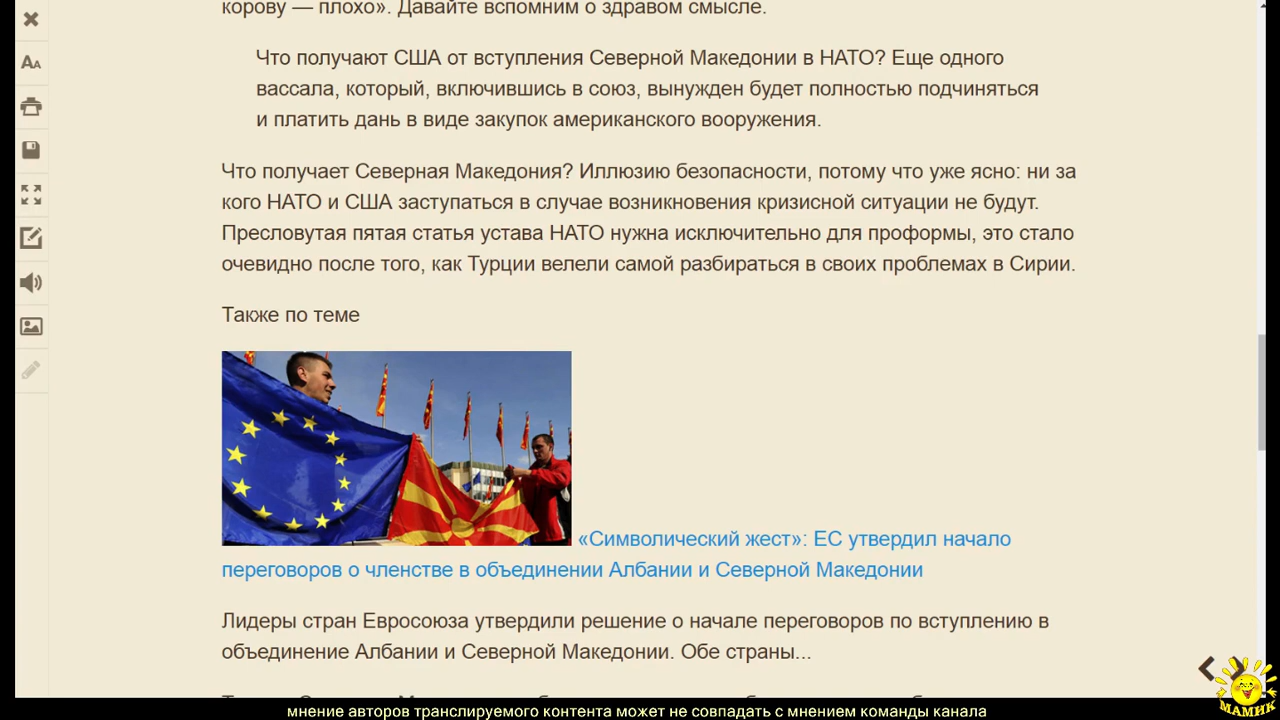 корову — плохо». Давайте вспомним о здравом смысле.
Что получают США от вступления Северной Македонии в НАТО? Еще одного
вассала, который, включившись в союз, вынужден будет полностью подчиняться
и платить дань в виде закупок американского вооружения.
Что получает Северная Македония? Иллюзию безопасности, потому что уже ясно: ни за
кого НАТО и США заступаться в случае возникновения кризисной ситуации не будут.
Пресловутая пятая статья устава НАТО нужна исключительно для проформы, это стало
очевидно после того, как Турции велели самой разбираться в своих проблемах в Сирии.
Также по теме
«Символический жест»: ЕС утвердил начало
переговоров о членстве в объединении Албании и Северной Македонии
Лидеры стран Евросоюза утвердили решение о начале переговоров по вступлению в
объединение Албании и Северной Македонии. Обе страны...
МАМИК
мнение авторов транслируемого контента может не совпадать с мнением команды канала